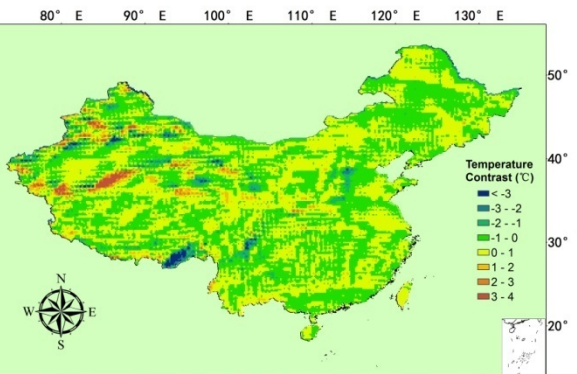 80° E 90° E 100° E 110° E 120° E 130° E
50°
40°
30°
20°
Temperature
Contrast (℃)
< -3
-3 - -2
-2 - -1
-1 - 0
0 - 1
1 - 2
2 - 3
3 - 4
N
W E
S